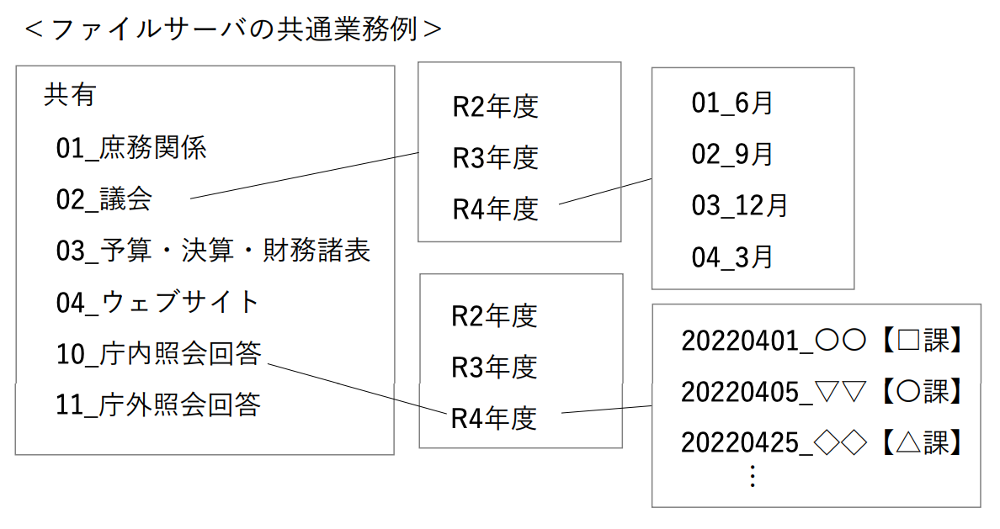 ＜ファイルサーバの共通業務例＞
共有
01_庶務関係
02_議会
03_予算・決算・財務諸表
04_ウェブサイト
10_庁内照会回答
11_庁外照会回答
R2年度
R3年度
R4年度
01_6月
02_9月
03_12月
04_3月
R2年度
R3年度
R4年度
20220401_〇〇【□課】
20220405_▽▽【〇課】
20220425_◇◇【△課】
⋮